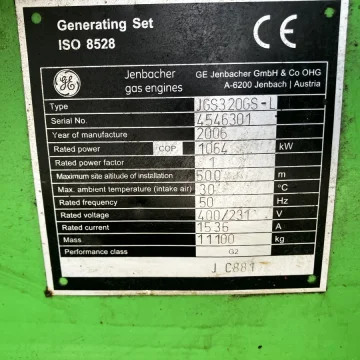 Generating Set
ISO 8528
GE Jenbacher gas engines
GE Jenbacher GmbH & Co OHG
A-6200 Jenbach | Austria
Type JGS320GS-L
Serial No. 4546301
Year of manufacture 2006
Rated power COP 1064 kW
Rated power factor 1
Maximum site altitude of installation 500 m
Max. ambient temperature (intake air) 30 °C
Rated frequency 50 Hz
Rated voltage 400/231 V
Rated current 1536 A
Mass 11100 kg
Performance class G2
J C881